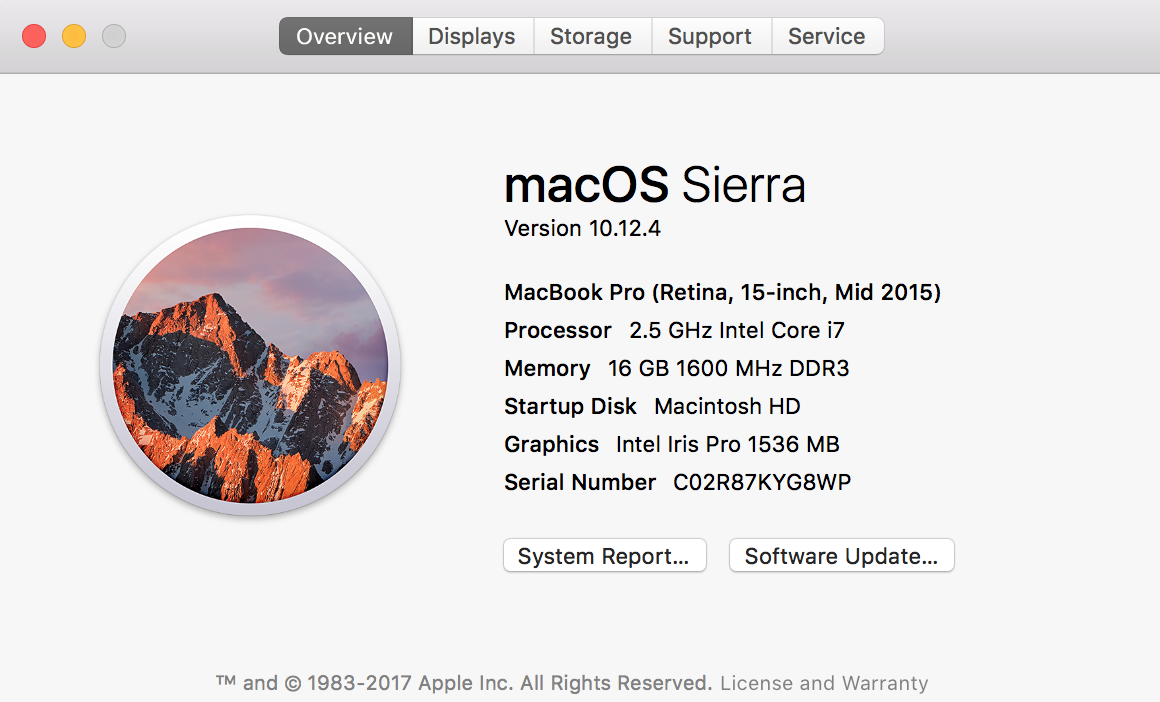 Overview Displays Storage Support Service
macOS Sierra
Version 10.12.4
MacBook Pro (Retina, 15-inch, Mid 2015)
Processor 2.5 GHz Intel Core i7
Memory 16 GB 1600 MHz DDR3
Startup Disk Macintosh HD
Graphics Intel Iris Pro 1536 MB
Serial Number C02R87KYG8WP
System Report... Software Update...
™ and © 1983-2017 Apple Inc. All Rights Reserved. License and Warranty